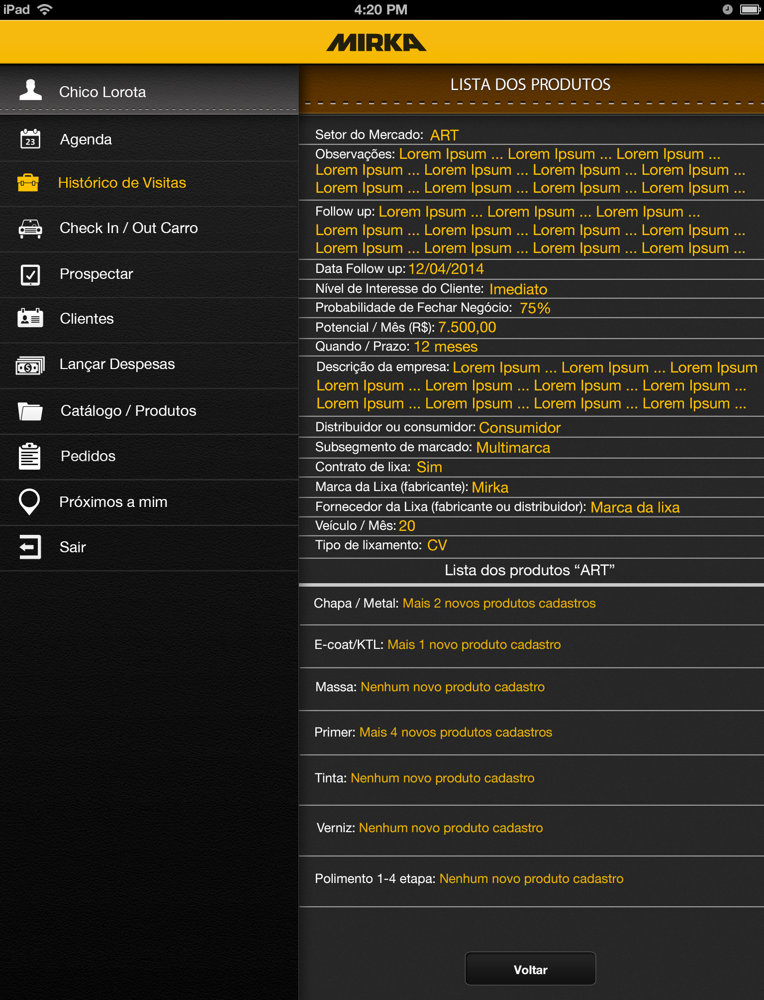 iPad
4:20 PM
MIRKA
Chico Lorota
23
Agenda
Histórico de Visitas
Check In / Out Carro
Prospectar
Clientes
$
Lançar Despesas
Catálogo / Produtos
Pedidos
Próximos a mim
Sair
LISTA DOS PRODUTOS
Setor do Mercado: ART
Observações: Lorem Ipsum ... Lorem Ipsum ... Lorem Ipsum ...
Lorem Ipsum ... Lorem Ipsum ... Lorem Ipsum ... Lorem Ipsum ...
Lorem Ipsum ... Lorem Ipsum ... Lorem Ipsum ... Lorem Ipsum ...
Follow up: Lorem Ipsum ... Lorem Ipsum ... Lorem Ipsum ...
Lorem Ipsum ... Lorem Ipsum ... Lorem Ipsum ... Lorem Ipsum ...
Lorem Ipsum ... Lorem Ipsum ... Lorem Ipsum ... Lorem Ipsum ...
Data Follow up: 12/04/2014
Nível de Interesse do Cliente: Imediato
Probabilidade de Fechar Negócio: 75%
Potencial / Mês (R$): 7.500,00
Quando / Prazo: 12 meses
Descrição da empresa: Lorem Ipsum ... Lorem Ipsum ... Lorem Ipsum
Lorem Ipsum ... Lorem Ipsum ... Lorem Ipsum ... Lorem Ipsum ...
Lorem Ipsum ... Lorem Ipsum ... Lorem Ipsum ... Lorem Ipsum ...
Distribuidor ou consumidor: Consumidor
Subsegmento de marcado: Multimarca
Contrato de lixa: Sim
Marca da Lixa (fabricante): Mirka
Fornecedor da Lixa (fabricante ou distribuidor): Marca da lixa
Veículo / Mês: 20
Tipo de lixamento: CV
Lista dos produtos “ART”
Chapa / Metal: Mais 2 novos produtos cadastros
E-coat/KTL: Mais 1 novo produto cadastro
Massa: Nenhum novo produto cadastro
Primer: Mais 4 novos produtos cadastros
Tinta: Nenhum novo produto cadastro
Verniz: Nenhum novo produto cadastro
Polimento 1-4 etapa: Nenhum novo produto cadastro
Voltar